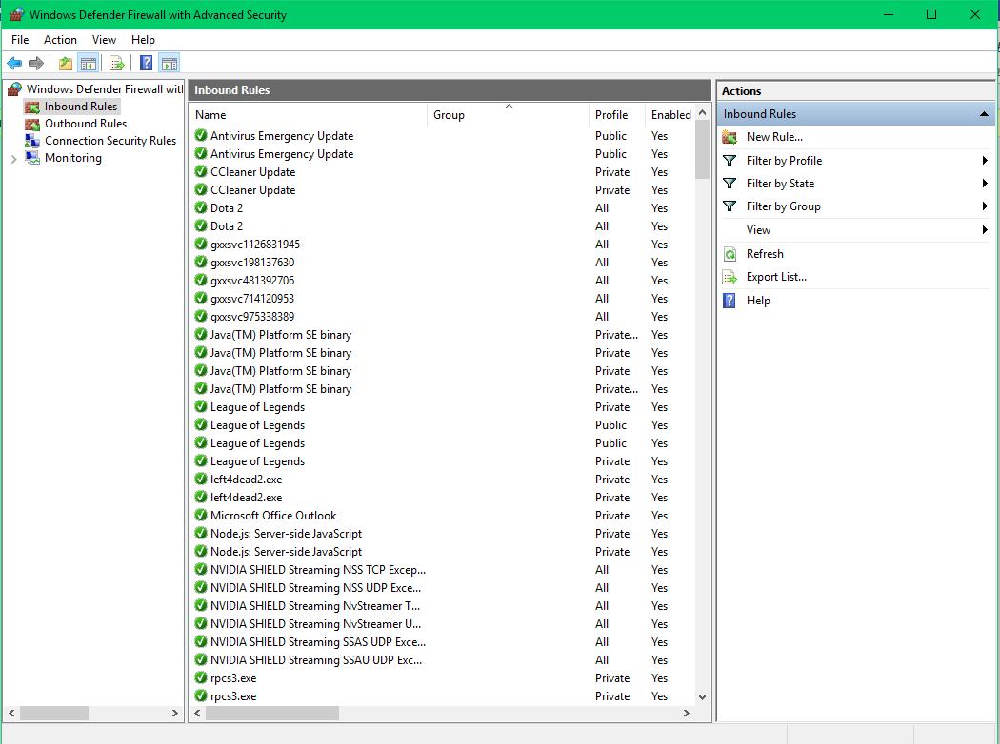 Windows Defender Firewall with Advanced Security
File Action View Help
Windows Defender Firewall with
Inbound Rules
Outbound Rules
Connection Security Rules
Monitoring
Inbound Rules
Name Group Profile Enabled
Antivirus Emergency Update Public Yes
Antivirus Emergency Update Public Yes
CCleaner Update Private Yes
CCleaner Update Private Yes
Dota 2 All Yes
Dota 2 All Yes
gxxsvc1126831945 All Yes
gxxsvc198137630 All Yes
gxxsvc481392706 All Yes
gxxsvc714120953 All Yes
gxxsvc975338389 All Yes
Java(TM) Platform SE binary Private... Yes
Java(TM) Platform SE binary Private Yes
Java(TM) Platform SE binary Private Yes
Java(TM) Platform SE binary Private... Yes
League of Legends Private Yes
League of Legends Public Yes
League of Legends Public Yes
League of Legends Private Yes
left4dead2.exe Private Yes
left4dead2.exe Private Yes
Microsoft Office Outlook Private Yes
Node.js: Server-side JavaScript Private Yes
Node.js: Server-side JavaScript Private Yes
NVIDIA SHIELD Streaming NSS TCP Excep... All Yes
NVIDIA SHIELD Streaming NSS UDP Exce... All Yes
NVIDIA SHIELD Streaming NvStreamer T... All Yes
NVIDIA SHIELD Streaming NvStreamer U... All Yes
NVIDIA SHIELD Streaming SSAS UDP Exce... All Yes
NVIDIA SHIELD Streaming SSAU UDP Exc... All Yes
rpcs3.exe Private Yes
rpcs3.exe Private Yes
Actions
Inbound Rules
New Rule...
Filter by Profile
Filter by State
Filter by Group
View
Refresh
Export List...
Help